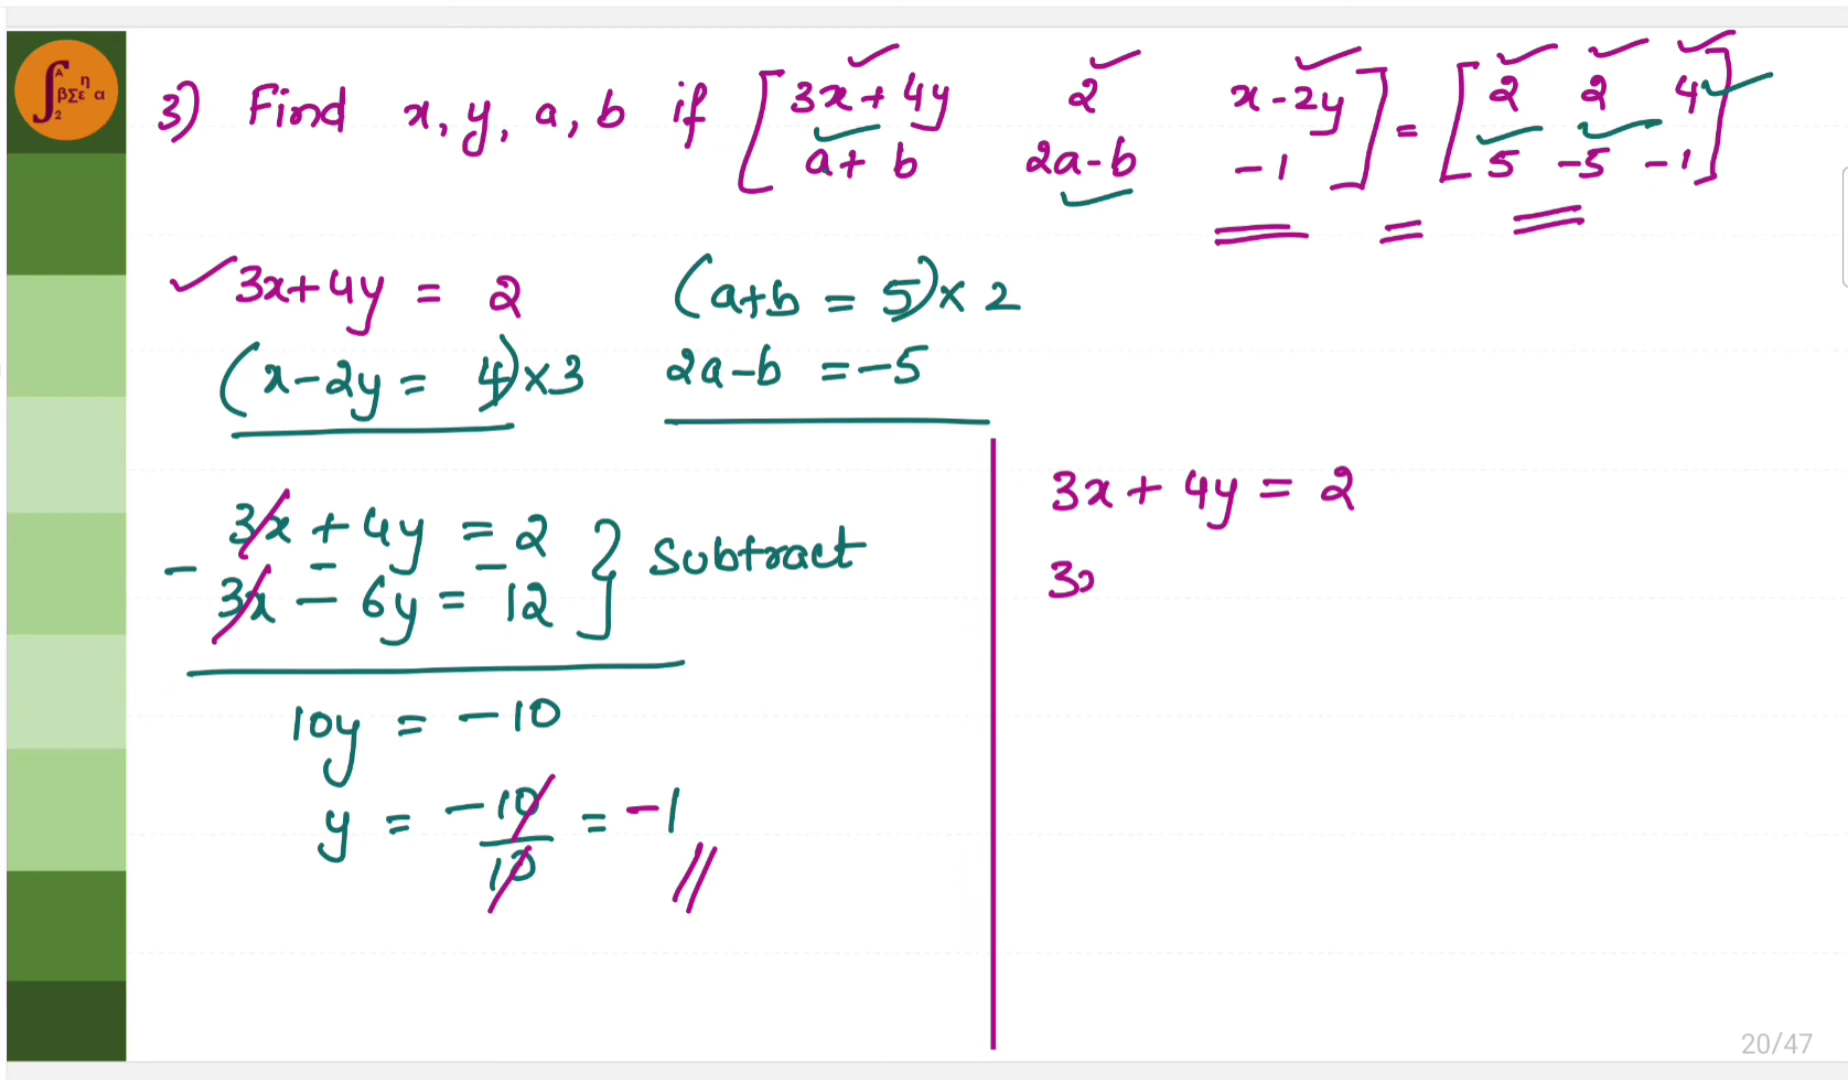 3) Find x, y, a, b if [3x+4y 2 x-2y] = [2 2 4]
[a+b 2a-b -1] [5 -5 -1]
= 
3x+4y = 2 (a+b = 5)×2
(x-2y = 4)×3 2a-b = -5
3x + 4y = 2
3x
3x + 4y = 2 } Subtract
- 3x - 6y = 12
- -
10y = -10
y = -10/10 = -1
20/47